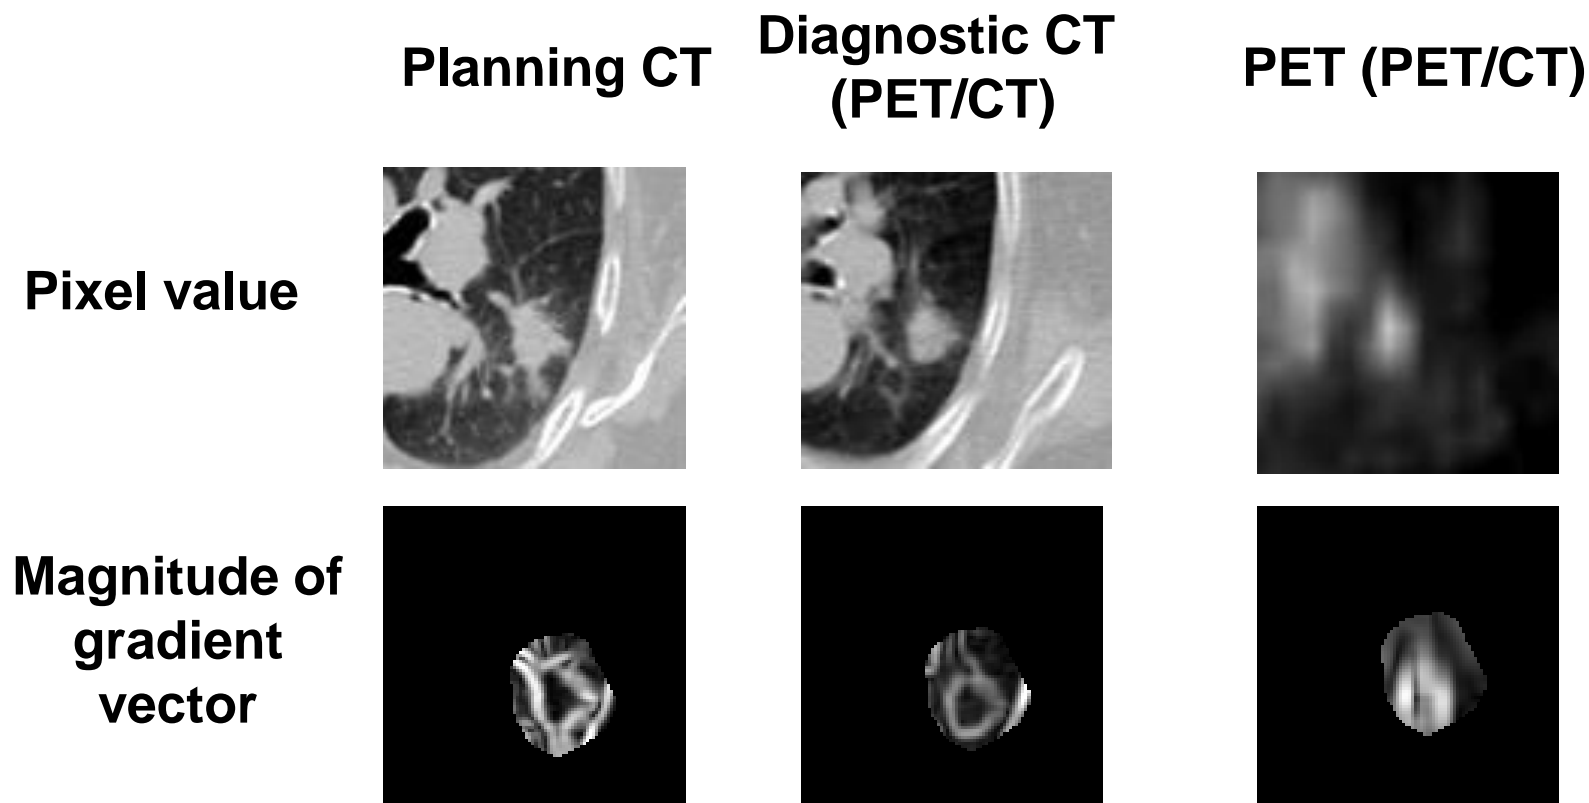 Planning CT
Diagnostic CT
(PET/CT)
PET (PET/CT)
Pixel value
Magnitude of
gradient
vector